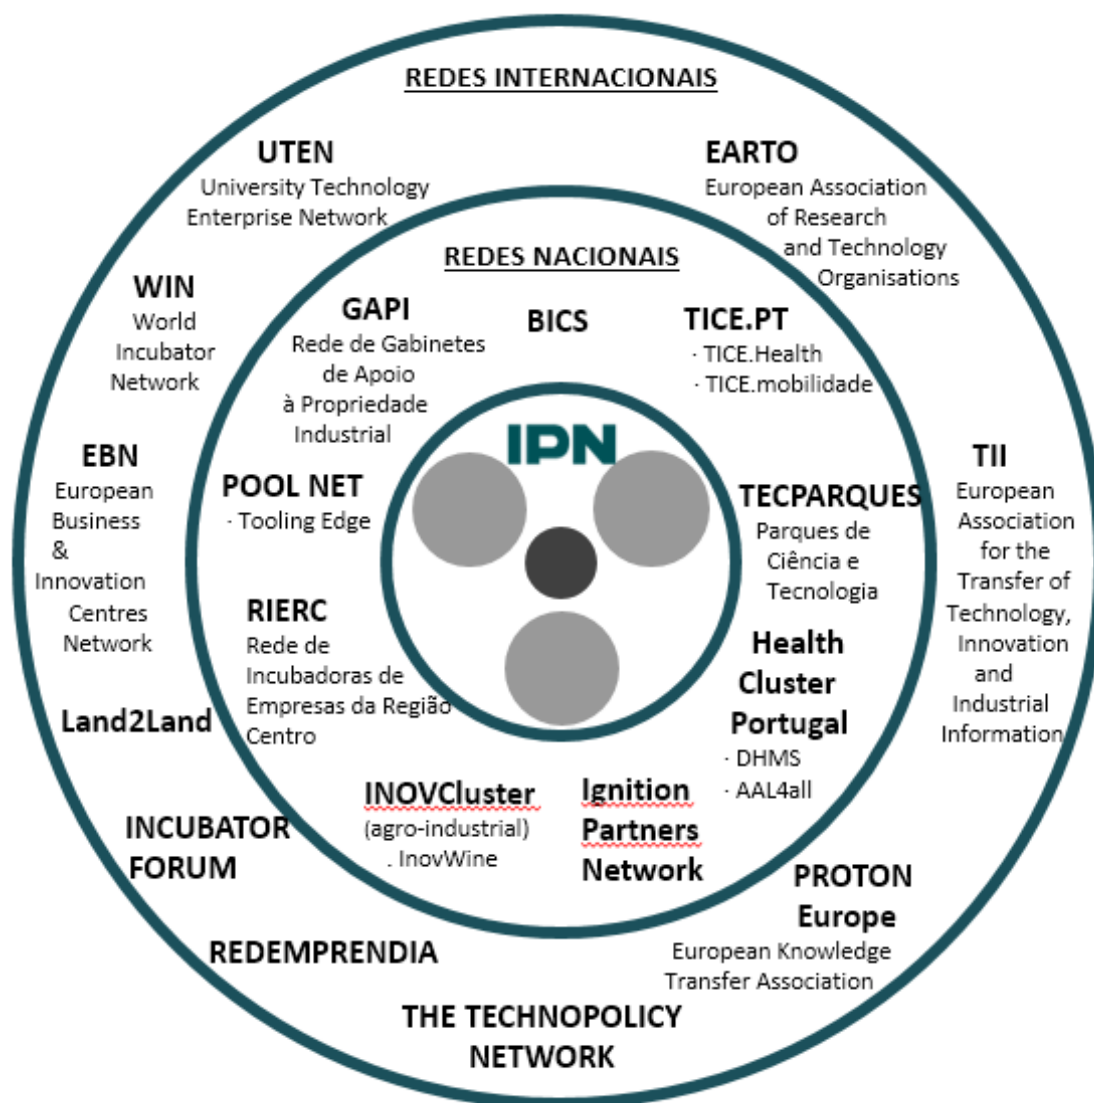 REDES INTERNACIONAIS
UTEN
University Technology
Enterprise Network
EARTO
European Association
of Research
and Technology
Organisations
WIN
World
Incubator
Network
EBN
European
Business
&
Innovation
Centres
Network
Land2Land
INCUBATOR
FORUM
REDEMPRENDIA
THE TECHNOPOLICY
NETWORK
PROTON
Europe
European Knowledge
Transfer Association
TII
European
Association
for the
Transfer of
Technology,
Innovation
and
Industrial
Information
REDES NACIONAIS
GAPI
Rede de Gabinetes
de Apoio
à Propriedade
Industrial
BICS
TICE.PT
· TICE.Health
· TICE.mobilidade
POOL NET
· Tooling Edge
TECPARQUES
Parques de
Ciência e
Tecnologia
RIERC
Rede de
Incubadoras de
Empresas da Região
Centro
Health
Cluster
Portugal
· DHMS
· AAL4all
INOVCluster
(agro-industrial)
. InovWine
Ignition
Partners
Network
IPN